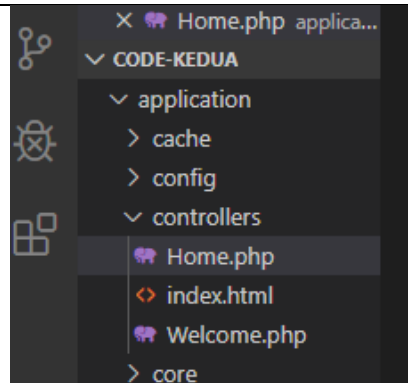 Home.php applica...
CODE-KEDUA
application
cache
config
controllers
Home.php
index.html
Welcome.php
core